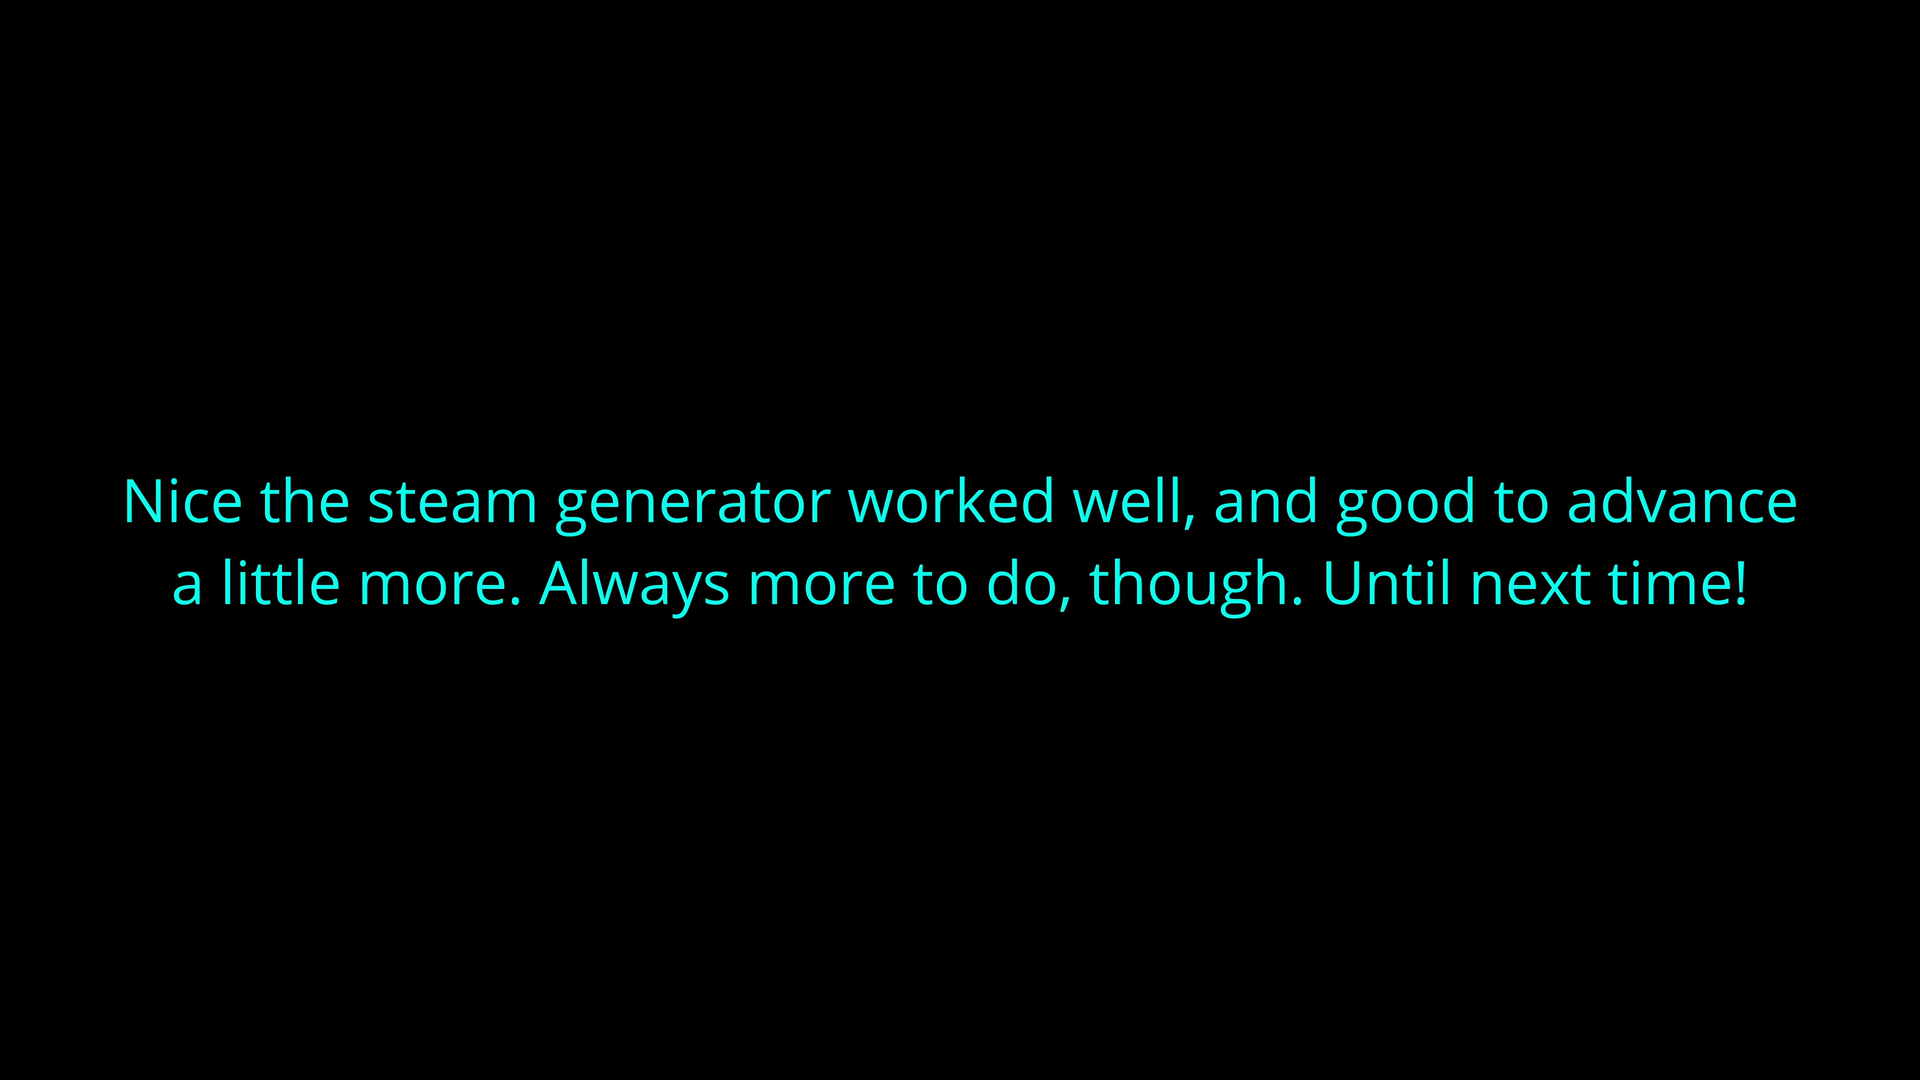 Nice the steam generator worked well, and good to advance
a little more. Always more to do, though. Until next time!